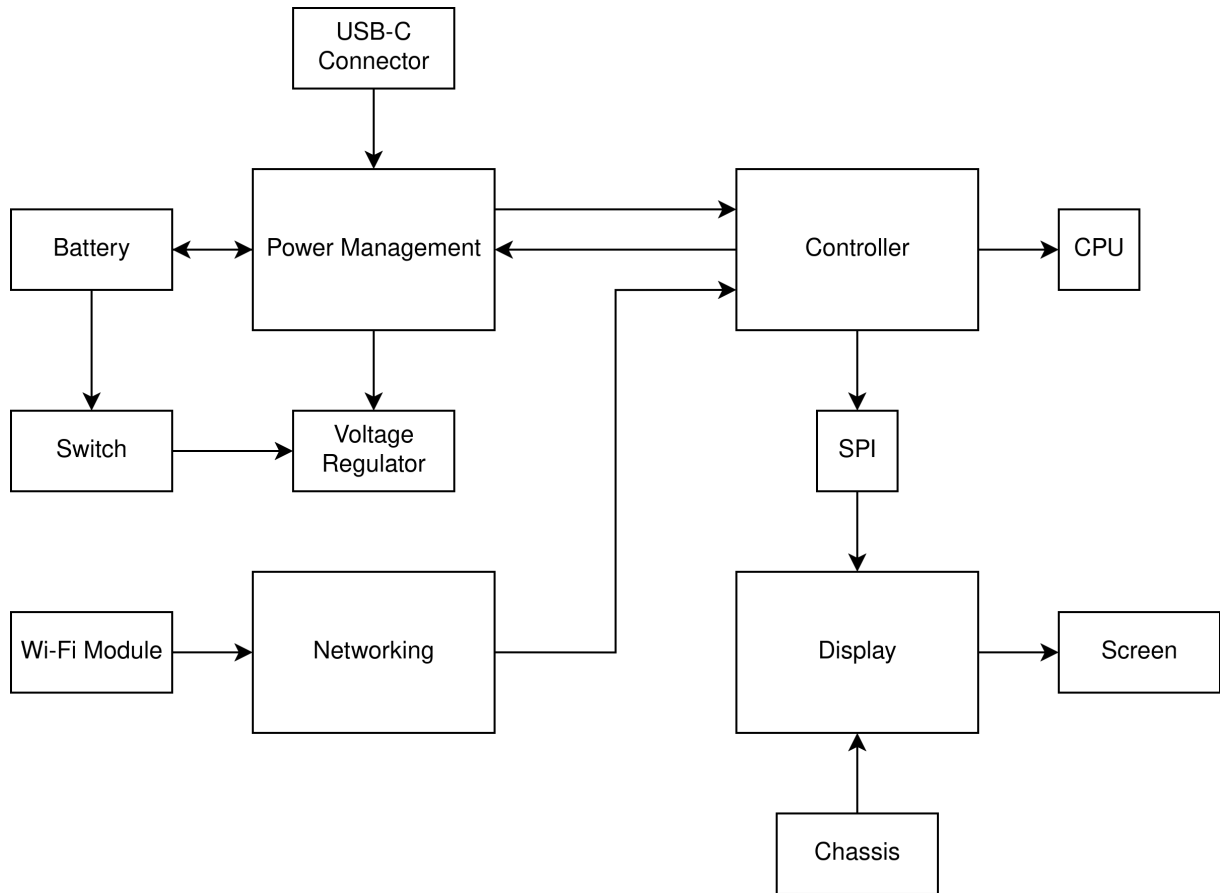 USB-C
Connector
Battery
Power Management
Controller
CPU
Switch
Voltage
Regulator
SPI
Wi-Fi Module
Networking
Display
Screen
Chassis